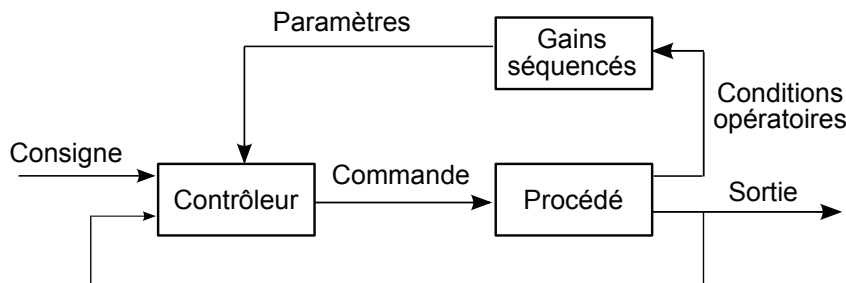 Paramètres
Gains
séquencés
Conditions
opératoires
Consigne
Contrôleur
Commande
Procédé
Sortie